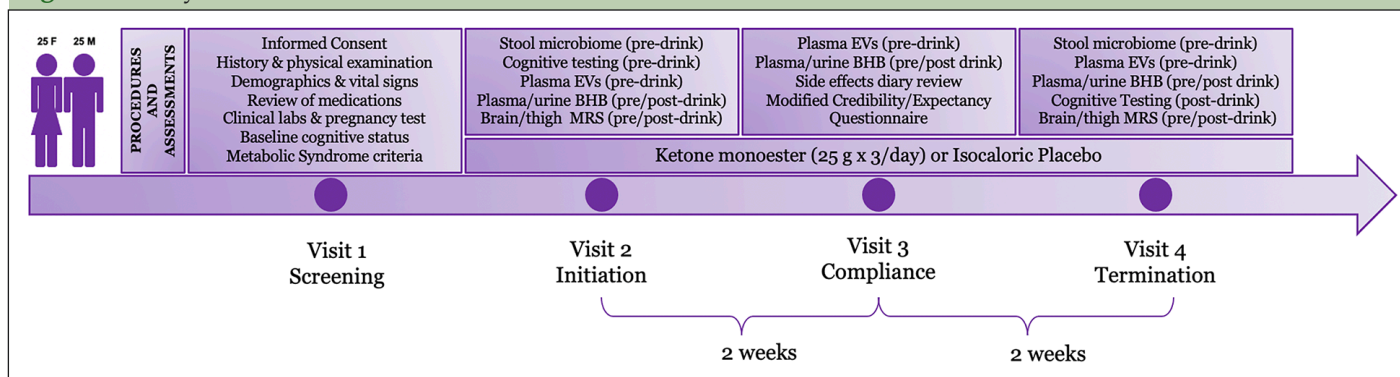 25 F 25 M
PROCEDURES
AND
ASSESSMENTS
Informed Consent
History & physical examination
Demographics & vital signs
Review of medications
Clinical labs & pregnancy test
Baseline cognitive status
Metabolic Syndrome criteria
Stool microbiome (pre-drink)
Cognitive testing (pre-drink)
Plasma EVs (pre-drink)
Plasma/urine BHB (pre/post-drink)
Brain/thigh MRS (pre/post-drink)
Plasma EVs (pre-drink)
Plasma/urine BHB (pre/post drink)
Side effects diary review
Modified Credibility/Expectancy
Questionnaire
Stool microbiome (pre-drink)
Plasma EVs (pre-drink)
Plasma/urine BHB (pre/post drink)
Cognitive Testing (post-drink)
Brain/thigh MRS (pre/post-drink)
Ketone monoester (25 g x 3/day) or Isocaloric Placebo
Visit 1
Screening
Visit 2
Initiation
Visit 3
Compliance
Visit 4
Termination
2 weeks
2 weeks